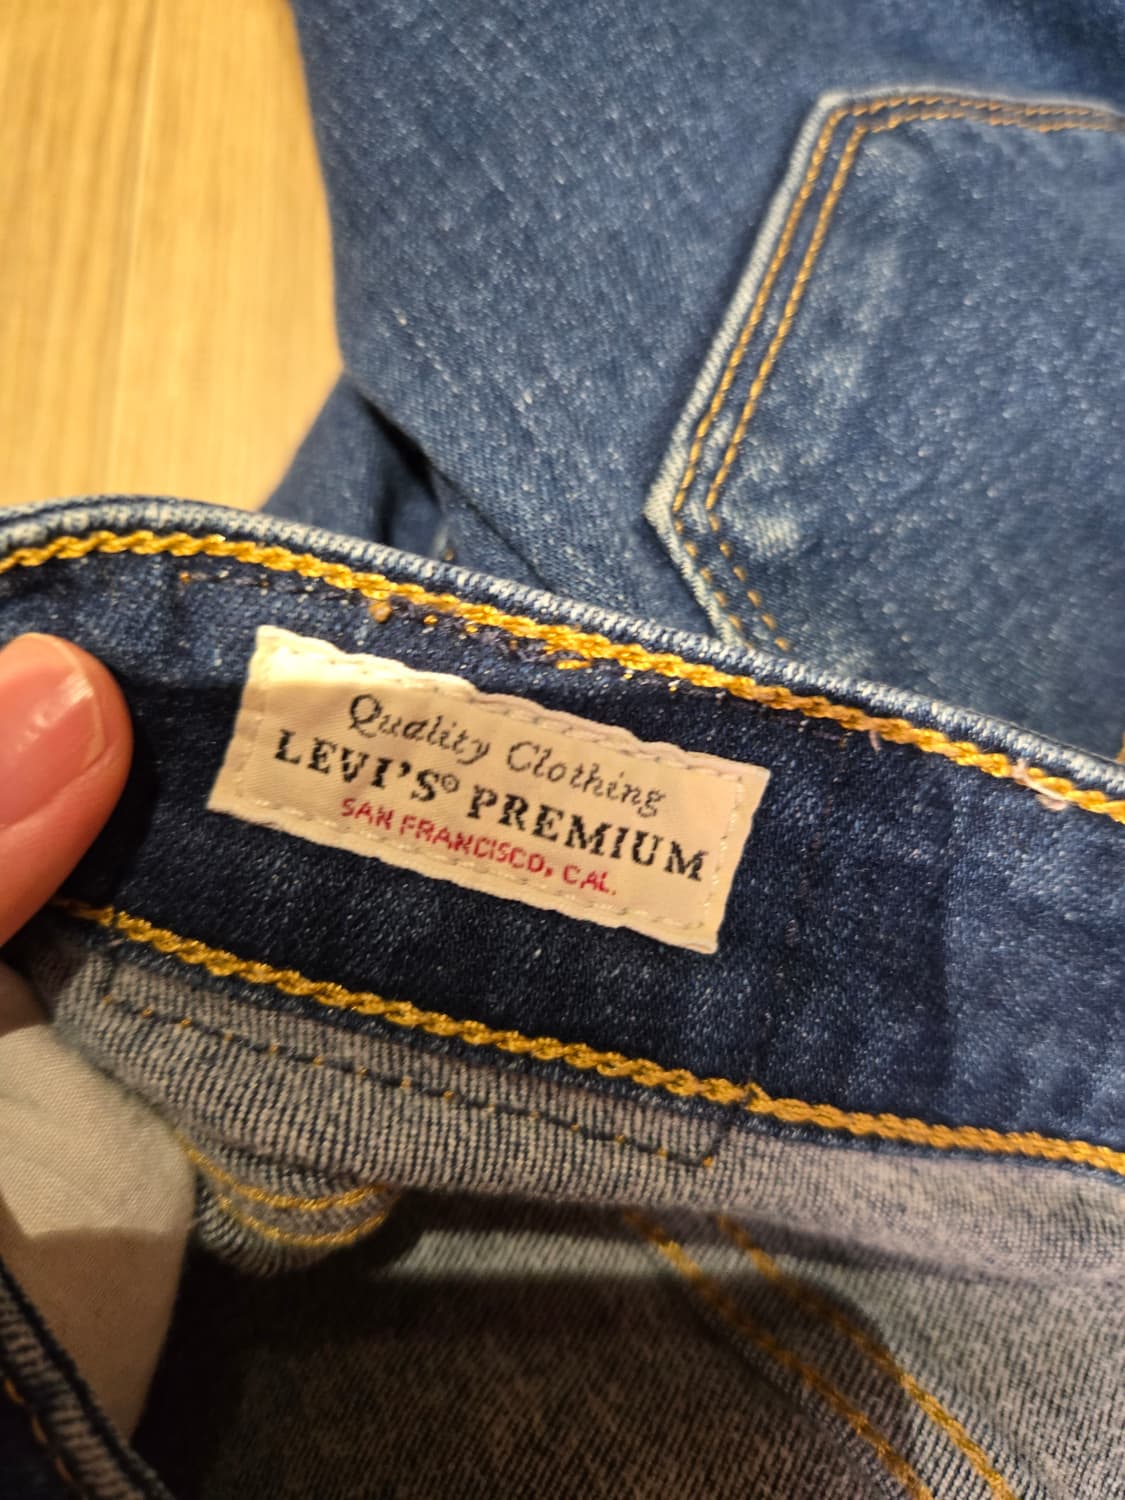 Quality Clothing
LEVI'S® PREMIUM
SAN FRANCISCO, CAL.